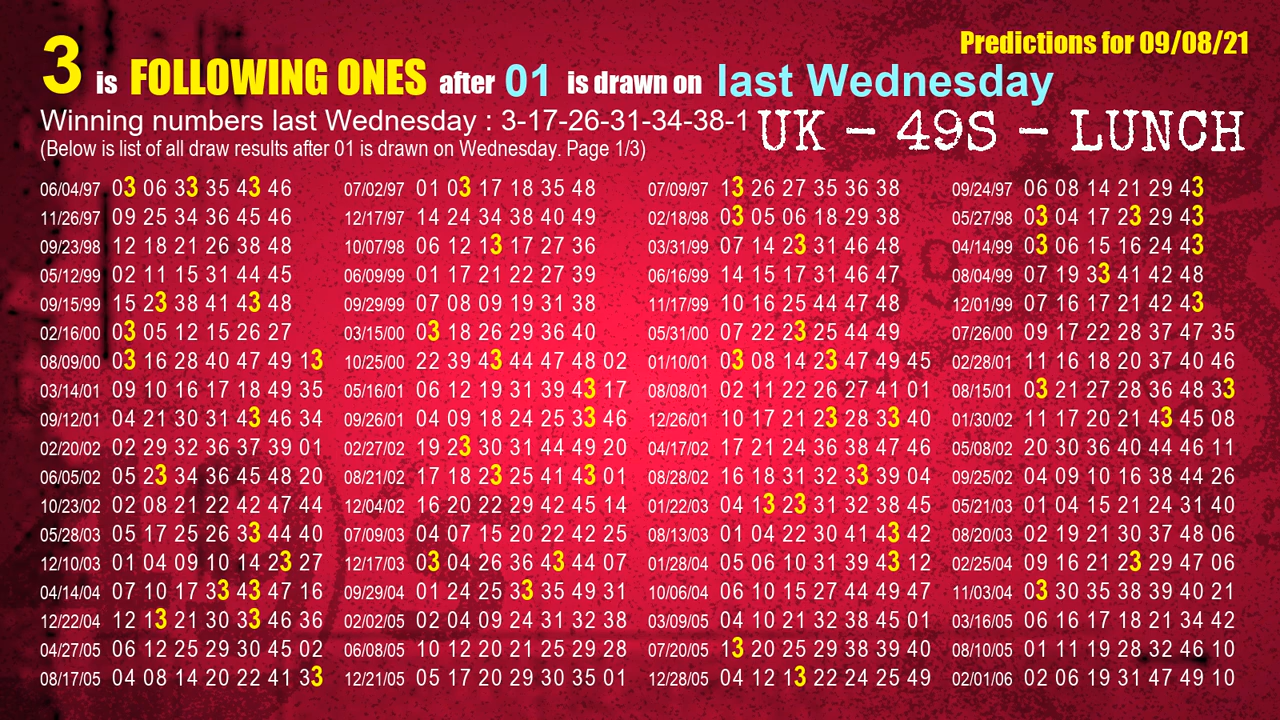 Predictions for 09/08/21
3 is FOLLOWING ONES after 01 is drawn on last Wednesday
Winning numbers last Wednesday : 3-17-26-31-34-38-1
UK - 49S - LUNCH
(Below is list of all draw results after 01 is drawn on Wednesday. Page 1/3)
06/04/97 03 06 33 35 43 46 07/02/97 01 03 17 18 35 48 07/09/97 13 26 27 35 36 38 09/24/97 06 08 14 21 29 43
11/26/97 09 25 34 36 45 46 12/17/97 14 24 34 38 40 49 02/18/98 03 05 06 18 29 38 05/27/98 03 04 17 23 29 43
09/23/98 12 18 21 26 38 48 10/07/98 06 12 13 17 27 36 03/31/99 07 14 23 31 46 48 04/14/99 03 06 15 16 24 43
05/12/99 02 11 15 31 44 45 06/09/99 01 17 21 22 27 39 06/16/99 14 15 17 31 46 47 08/04/99 07 19 33 41 42 48
09/15/99 15 23 38 41 43 48 09/29/99 07 08 09 19 31 38 11/17/99 10 16 25 44 47 48 12/01/99 07 16 17 21 42 43
02/16/00 03 05 12 15 26 27 03/15/00 03 18 26 29 36 40 05/31/00 07 22 23 25 44 49 07/26/00 09 17 22 28 37 47 35
08/09/00 03 16 28 40 47 49 13 10/25/00 22 39 43 44 47 48 02 01/10/01 03 08 14 23 47 49 45 02/28/01 11 16 18 20 37 40 46
03/14/01 09 10 16 17 18 49 35 05/16/01 06 12 19 31 39 43 17 08/08/01 02 11 22 26 27 41 01 08/15/01 03 21 27 28 36 48 33
09/12/01 04 21 30 31 43 46 34 09/26/01 04 09 18 24 25 33 46 12/26/01 10 17 21 23 28 33 40 01/30/02 11 17 20 21 43 45 08
02/20/02 02 29 32 36 37 39 01 02/27/02 19 23 30 31 44 49 20 04/17/02 17 21 24 36 38 47 46 05/08/02 20 30 36 40 44 46 11
06/05/02 05 23 34 36 45 48 20 08/21/02 17 18 23 25 41 43 01 08/28/02 16 18 31 32 33 39 04 09/25/02 04 09 10 16 38 44 26
10/23/02 02 08 21 22 42 47 44 12/04/02 16 20 22 29 42 45 14 01/22/03 04 13 23 31 32 38 45 05/21/03 01 04 15 21 24 31 40
05/28/03 05 17 25 26 33 44 40 07/09/03 04 07 15 20 22 42 25 08/13/03 01 04 22 30 41 43 42 08/20/03 02 19 21 30 37 48 06
12/10/03 01 04 09 10 14 23 27 12/17/03 03 04 26 36 43 44 07 01/28/04 05 06 10 31 39 43 12 02/25/04 09 16 21 23 29 47 06
04/14/04 07 10 17 33 43 47 16 09/29/04 01 24 25 33 35 49 31 10/06/04 06 10 15 27 44 49 47 11/03/04 03 30 35 38 39 40 21
12/22/04 12 13 21 30 33 46 36 02/02/05 02 04 09 24 31 32 38 03/09/05 04 10 21 32 38 45 01 03/16/05 06 16 17 18 21 34 42
04/27/05 06 12 25 29 30 45 02 06/08/05 10 12 20 21 25 29 28 07/20/05 13 20 25 29 38 39 40 08/10/05 01 11 19 28 32 46 10
08/17/05 04 08 14 20 22 41 33 12/21/05 05 17 20 29 30 35 01 12/28/05 04 12 13 22 24 25 49 02/01/06 02 06 19 31 47 49 10